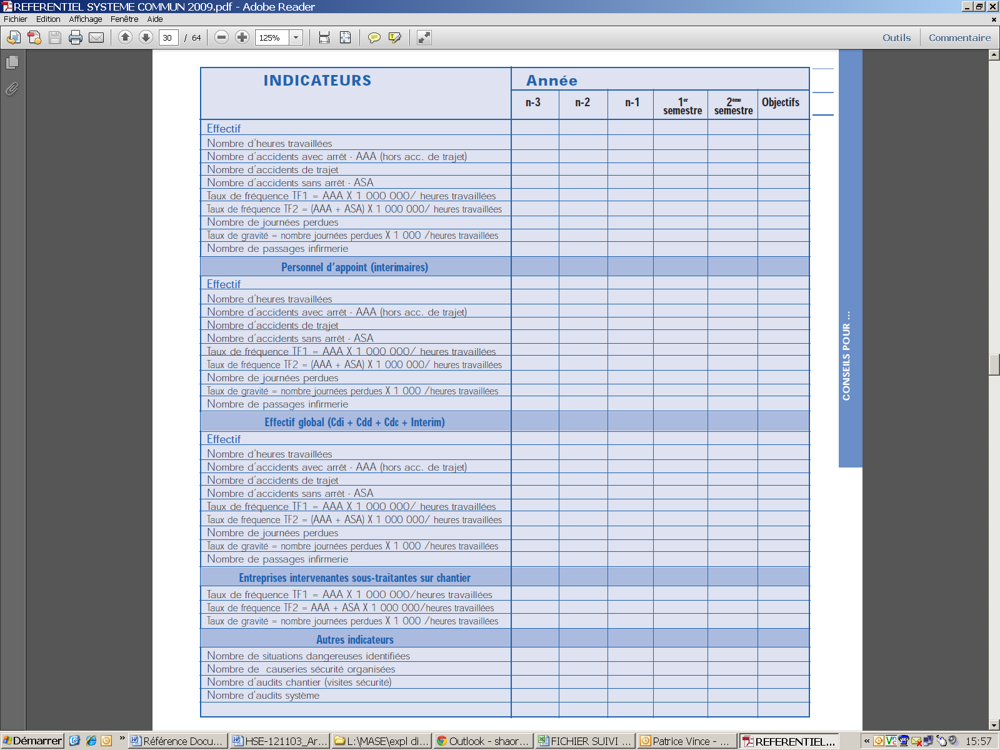 REFERENTIEL SYSTEME COMMUN 2009.pdf - Adobe Reader
Fichier Edition Affichage Fenêtre Aide
30 / 64 125% Outils Commentaire
INDICATEURS Année
n-3 n-2 n-1 1er semestre 2ème semestre Objectifs
Effectif
Nombre d'heures travaillées
Nombre d'accidents avec arrêt - AAA (hors acc. de trajet)
Nombre d'accidents de trajet
Nombre d'accidents sans arrêt - ASA
Taux de fréquence TF1 = AAA X 1 000 000/ heures travaillées
Taux de fréquence TF2 = (AAA + ASA) X 1 000 000/ heures travaillées
Nombre de journées perdues
Taux de gravité = nombre journées perdues X 1 000 /heures travaillées
Nombre de passages infirmerie
Personnel d'appoint (interimaires)
Effectif
Nombre d'heures travaillées
Nombre d'accidents avec arrêt - AAA (hors acc. de trajet)
Nombre d'accidents de trajet
Nombre d'accidents sans arrêt - ASA
Taux de fréquence TF1 = AAA X 1 000 000/ heures travaillées
Taux de fréquence TF2 = (AAA + ASA) X 1 000 000/ heures travaillées
Nombre de journées perdues
Taux de gravité = nombre journées perdues X 1 000 /heures travaillées
Nombre de passages infirmerie
Effectif global (Cdi + Cdd + Cdc + Interim)
Effectif
Nombre d'heures travaillées
Nombre d'accidents avec arrêt - AAA (hors acc. de trajet)
Nombre d'accidents de trajet
Nombre d'accidents sans arrêt - ASA
Taux de fréquence TF1 = AAA X 1 000 000/ heures travaillées
Taux de fréquence TF2 = (AAA + ASA) X 1 000 000/ heures travaillées
Nombre de journées perdues
Taux de gravité = nombre journées perdues X 1 000 /heures travaillées
Nombre de passages infirmerie
Entreprises intervenantes sous-traitantes sur chantier
Taux de fréquence TF1 = AAA X 1 000 000/heures travaillées
Taux de fréquence TF2 = AAA + ASA X 1 000 000/heures travaillées
Taux de gravité = nombre journées perdues X 1 000 /heures travaillées
Autres indicateurs
Nombre de situations dangereuses identifiées
Nombre de causeries sécurité organisées
Nombre d'audits chantier (visites sécurité)
Nombre d'audits système
CONSEILS POUR ...
Démarrer » Référence Docu... HSE-121103_Ar... L:\MASE\expl di... Outlook - shaor... FICHIER SUIVI ... Patrice Vince - ... REFERENTIEL... « 15:57